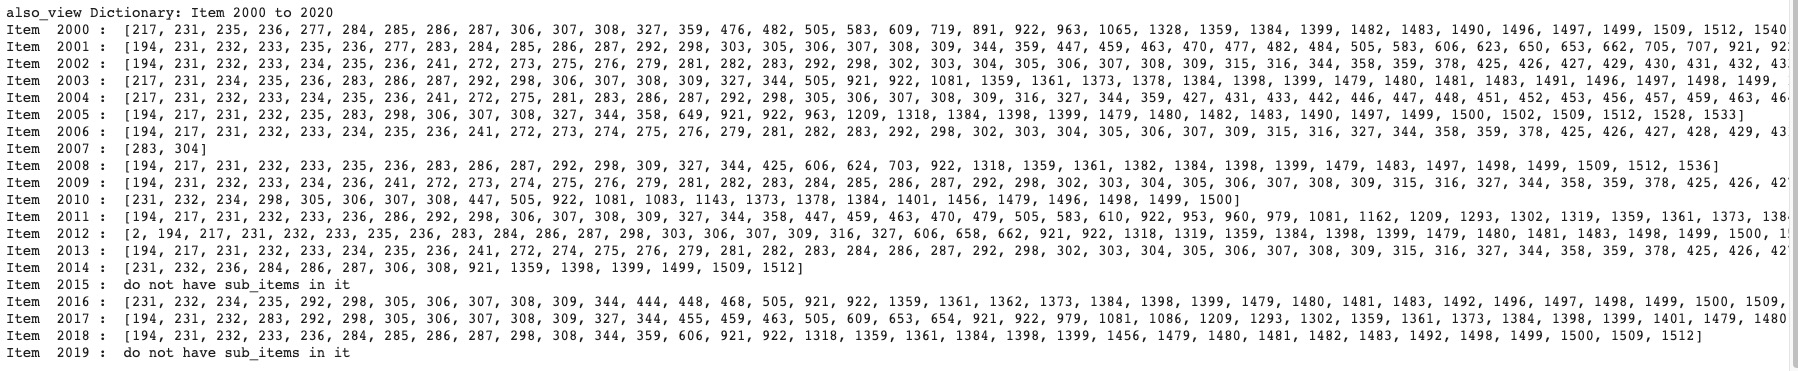 also_view Dictionary: Item 2000 to 2020
Item  2000 :  [217, 231, 235, 236, 277, 284, 285, 286, 287, 306, 307, 308, 327, 359, 476, 482, 505, 583, 609, 719, 891, 922, 963, 1065, 1328, 1359, 1384, 1399, 1482, 1483, 1490, 1496, 1497, 1499, 1509, 1512, 1540
Item  2001 :  [194, 231, 232, 233, 235, 236, 277, 283, 284, 285, 286, 287, 292, 298, 303, 305, 306, 307, 308, 309, 344, 359, 447, 459, 463, 470, 477, 482, 484, 505, 583, 606, 623, 650, 653, 662, 705, 707, 921,
Item  2002 :  [194, 231, 232, 233, 234, 235, 236, 241, 272, 273, 275, 276, 279, 281, 282, 283, 292, 298, 302, 303, 304, 305, 306, 307, 308, 309, 315, 316, 344, 358, 359, 378, 425, 426, 427, 429, 430, 431, 432,
Item  2003 :  [217, 231, 234, 235, 236, 283, 286, 287, 292, 298, 306, 307, 308, 309, 327, 344, 505, 921, 922, 1081, 1359, 1361, 1373, 1378, 1384, 1398, 1399, 1479, 1480, 1481, 1483, 1491, 1496, 1497, 1498, 1499,
Item  2004 :  [217, 231, 232, 233, 234, 235, 236, 241, 272, 275, 281, 283, 286, 287, 292, 298, 305, 306, 307, 308, 309, 316, 327, 344, 359, 427, 431, 433, 442, 446, 447, 448, 451, 452, 453, 456, 457, 459, 463,
Item  2005 :  [194, 217, 231, 232, 235, 283, 298, 306, 307, 308, 327, 344, 358, 649, 921, 922, 963, 1209, 1318, 1384, 1398, 1399, 1479, 1480, 1482, 1483, 1490, 1497, 1499, 1500, 1502, 1509, 1512, 1528, 1533]
Item  2006 :  [194, 217, 231, 232, 233, 234, 235, 236, 241, 272, 273, 274, 275, 276, 279, 281, 282, 283, 292, 298, 302, 303, 304, 305, 306, 307, 309, 315, 316, 327, 344, 358, 359, 378, 425, 426, 427, 428, 429,
Item  2007 :  [283, 304]
Item  2008 :  [194, 217, 231, 232, 233, 235, 236, 283, 286, 287, 292, 298, 309, 327, 344, 425, 606, 624, 703, 922, 1318, 1359, 1361, 1382, 1384, 1398, 1399, 1479, 1483, 1497, 1498, 1499, 1509, 1512, 1536]
Item  2009 :  [194, 231, 232, 233, 234, 236, 241, 272, 273, 274, 275, 276, 279, 281, 282, 283, 284, 285, 286, 287, 292, 298, 302, 303, 304, 305, 306, 307, 308, 309, 315, 316, 327, 344, 358, 359, 378, 425, 426,
Item  2010 :  [231, 232, 234, 298, 305, 306, 307, 308, 447, 505, 922, 1081, 1083, 1143, 1373, 1378, 1384, 1401, 1456, 1479, 1496, 1498, 1499, 1500]
Item  2011 :  [194, 217, 231, 232, 233, 236, 286, 292, 298, 306, 307, 308, 309, 327, 344, 358, 447, 459, 463, 470, 479, 505, 583, 610, 922, 953, 960, 979, 1081, 1162, 1209, 1293, 1302, 1319, 1359, 1361, 1373,
Item  2012 :  [2, 194, 217, 231, 232, 233, 235, 236, 283, 284, 286, 287, 298, 303, 306, 307, 309, 316, 327, 606, 658, 662, 921, 922, 1318, 1319, 1359, 1384, 1398, 1399, 1479, 1480, 1481, 1483, 1498, 1499, 1500,
Item  2013 :  [194, 217, 231, 232, 233, 234, 235, 236, 241, 272, 274, 275, 276, 279, 281, 282, 283, 284, 286, 287, 292, 298, 302, 303, 304, 305, 306, 307, 308, 309, 315, 316, 327, 344, 358, 359, 425, 426,
Item  2014 :  [231, 232, 236, 284, 286, 287, 306, 308, 921, 1359, 1398, 1399, 1499, 1509, 1512]
Item  2015 :  do not have sub_items in it
Item  2016 :  [231, 232, 234, 235, 292, 298, 305, 306, 307, 308, 309, 344, 444, 448, 468, 505, 921, 922, 1359, 1361, 1362, 1373, 1384, 1398, 1399, 1479, 1480, 1481, 1483, 1492, 1496, 1497, 1498, 1499, 1500, 1509,
Item  2017 :  [194, 231, 232, 283, 292, 298, 305, 306, 307, 308, 309, 327, 344, 455, 459, 463, 505, 609, 653, 654, 921, 922, 979, 1081, 1086, 1209, 1293, 1302, 1359, 1361, 1373, 1384, 1398, 1399, 1401, 1479, 1480
Item  2018 :  [194, 231, 232, 233, 236, 284, 285, 286, 287, 298, 308, 344, 359, 606, 921, 922, 1318, 1359, 1361, 1384, 1398, 1399, 1456, 1479, 1480, 1481, 1482, 1483, 1492, 1498, 1499, 1500, 1509, 1512]
Item  2019 :  do not have sub_items in it